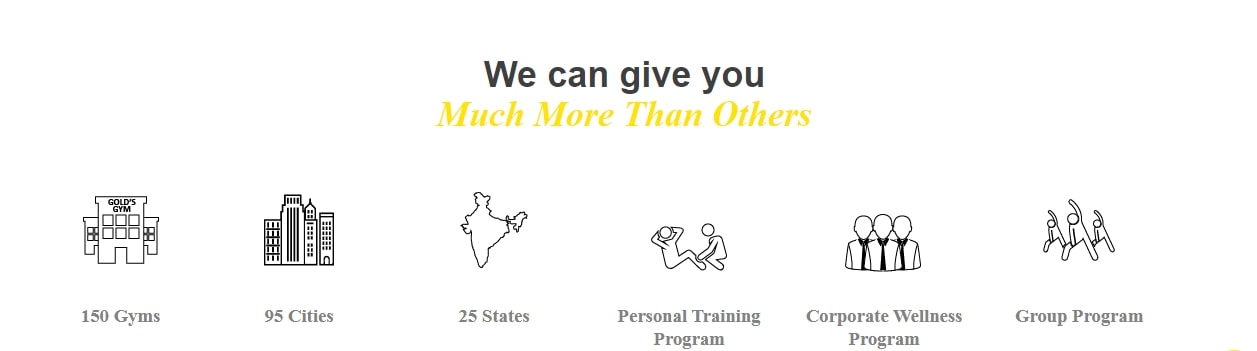 We can give you
Much More Than Others
GOLD'S
GYM
150 Gyms
95 Cities
25 States
Personal Training
Program
Corporate Wellness
Program
Group Program